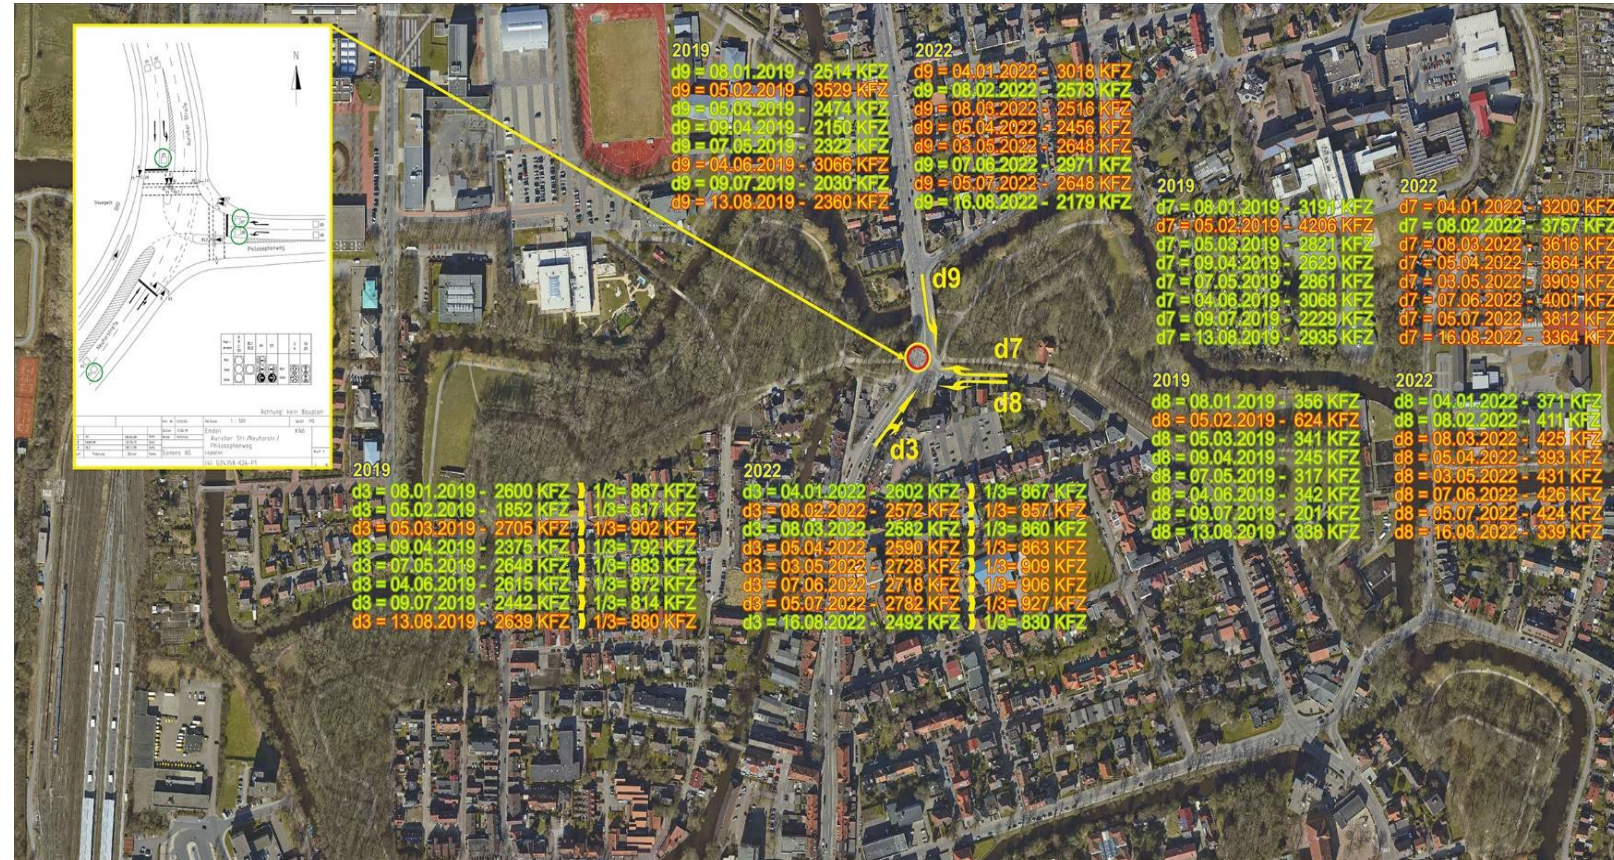 2019
d9 = 08.01.2019 - 2514 KFZ
d9 = 05.02.2019 - 3529 KFZ
d9 = 05.03.2019 - 2474 KFZ
d9 = 09.04.2019 - 2150 KFZ
d9 = 07.05.2019 - 2322 KFZ
d9 = 04.06.2019 - 3066 KFZ
d9 = 09.07.2019 - 2030 KFZ
d9 = 13.08.2019 - 2360 KFZ
2022
d9 = 04.01.2022 - 3018 KFZ
d9 = 08.02.2022 - 2573 KFZ
d9 = 08.03.2022 - 2516 KFZ
d9 = 05.04.2022 - 2456 KFZ
d9 = 03.05.2022 - 2648 KFZ
d9 = 07.06.2022 - 2971 KFZ
d9 = 05.07.2022 - 2648 KFZ
d9 = 16.08.2022 - 2179 KFZ
2019
d7 = 08.01.2019 - 3191 KFZ
d7 = 05.02.2019 - 4206 KFZ
d7 = 05.03.2019 - 2821 KFZ
d7 = 09.04.2019 - 2629 KFZ
d7 = 07.05.2019 - 2861 KFZ
d7 = 04.06.2019 - 3068 KFZ
d7 = 09.07.2019 - 2229 KFZ
d7 = 13.08.2019 - 2935 KFZ
2022
d7 = 04.01.2022 - 3200 KFZ
d7 = 08.02.2022 - 3757 KFZ
d7 = 08.03.2022 - 3616 KFZ
d7 = 05.04.2022 - 3664 KFZ
d7 = 03.05.2022 - 3909 KFZ
d7 = 07.06.2022 - 4001 KFZ
d7 = 05.07.2022 - 3812 KFZ
d7 = 16.08.2022 - 3364 KFZ
d9
d7
d8
d3
2019
d8 = 08.01.2019 - 356 KFZ
d8 = 05.02.2019 - 624 KFZ
d8 = 05.03.2019 - 341 KFZ
d8 = 09.04.2019 - 245 KFZ
d8 = 07.05.2019 - 317 KFZ
d8 = 04.06.2019 - 342 KFZ
d8 = 09.07.2019 - 201 KFZ
d8 = 13.08.2019 - 338 KFZ
2022
d8 = 04.01.2022 - 371 KFZ
d8 = 08.02.2022 - 411 KFZ
d8 = 08.03.2022 - 425 KFZ
d8 = 05.04.2022 - 393 KFZ
d8 = 03.05.2022 - 431 KFZ
d8 = 07.06.2022 - 426 KFZ
d8 = 05.07.2022 - 424 KFZ
d8 = 16.08.2022 - 339 KFZ
2019
d3 = 08.01.2019 - 2600 KFZ } 1/3= 867 KFZ
d3 = 05.02.2019 - 1852 KFZ } 1/3= 617 KFZ
d3 = 05.03.2019 - 2705 KFZ } 1/3= 902 KFZ
d3 = 09.04.2019 - 2375 KFZ } 1/3= 792 KFZ
d3 = 07.05.2019 - 2648 KFZ } 1/3= 883 KFZ
d3 = 04.06.2019 - 2615 KFZ } 1/3= 872 KFZ
d3 = 09.07.2019 - 2442 KFZ } 1/3= 814 KFZ
d3 = 13.08.2019 - 2639 KFZ } 1/3= 880 KFZ
2022
d3 = 04.01.2022 - 2602 KFZ } 1/3= 867 KFZ
d3 = 08.02.2022 - 2572 KFZ } 1/3= 857 KFZ
d3 = 08.03.2022 - 2582 KFZ } 1/3= 860 KFZ
d3 = 05.04.2022 - 2590 KFZ } 1/3= 863 KFZ
d3 = 03.05.2022 - 2728 KFZ } 1/3= 909 KFZ
d3 = 07.06.2022 - 2718 KFZ } 1/3= 906 KFZ
d3 = 05.07.2022 - 2782 KFZ } 1/3= 927 KFZ
d3 = 16.08.2022 - 2492 KFZ } 1/3= 830 KFZ
N
Auricher Straße
Philosophenweg
Neutorstraße
Achtung kein Bauplan
Emden
Auricher Str./Neutorstr./
Philosophenweg
Lageplan
Siemens AG